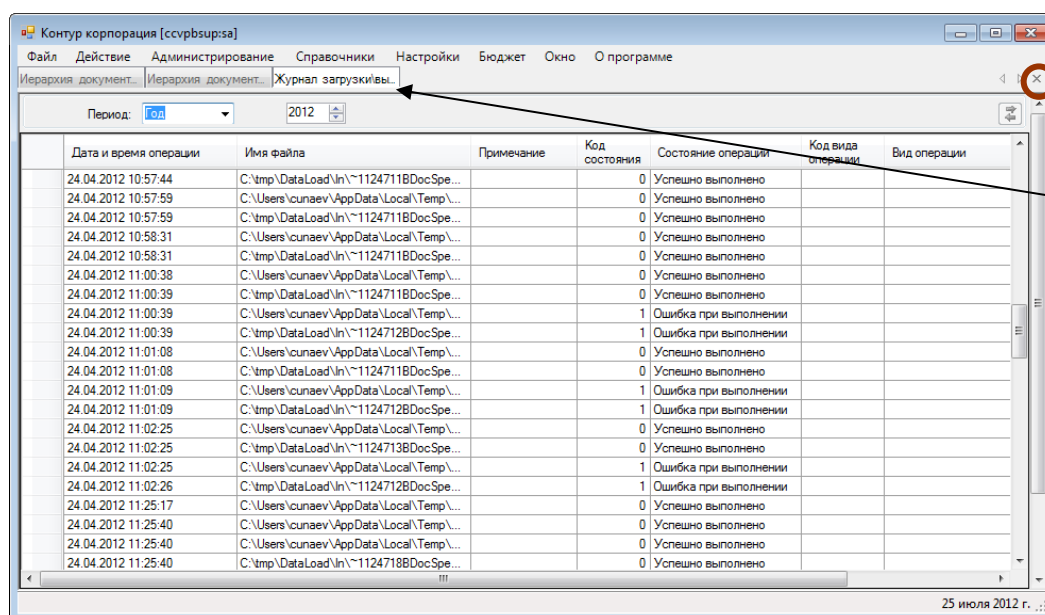 Контур корпорация [ccvpbsup:sa]
Файл Действие Администрирование Справочники Настройки Бюджет Окно О программе
Иерархия документ... Иерархия документ... Журнал загрузки\вы...
Период: Год 2012
Дата и время операции Имя файла Примечание Код состояния Состояние операции Код вида операции Вид операции
24.04.2012 10:57:44 C:\tmp\DataLoad\In\~1124711BDocSpe... 0 Успешно выполнено
24.04.2012 10:57:59 C:\Users\cunaev\AppData\Local\Temp\... 0 Успешно выполнено
24.04.2012 10:57:59 C:\tmp\DataLoad\In\~1124711BDocSpe... 0 Успешно выполнено
24.04.2012 10:58:31 C:\Users\cunaev\AppData\Local\Temp\... 0 Успешно выполнено
24.04.2012 10:58:31 C:\tmp\DataLoad\In\~1124711BDocSpe... 0 Успешно выполнено
24.04.2012 11:00:38 C:\Users\cunaev\AppData\Local\Temp\... 0 Успешно выполнено
24.04.2012 11:00:39 C:\tmp\DataLoad\In\~1124711BDocSpe... 0 Успешно выполнено
24.04.2012 11:00:39 C:\Users\cunaev\AppData\Local\Temp\... 1 Ошибка при выполнении
24.04.2012 11:00:39 C:\tmp\DataLoad\In\~1124712BDocSpe... 1 Ошибка при выполнении
24.04.2012 11:01:08 C:\Users\cunaev\AppData\Local\Temp\... 0 Успешно выполнено
24.04.2012 11:01:08 C:\tmp\DataLoad\In\~1124711BDocSpe... 0 Успешно выполнено
24.04.2012 11:01:09 C:\Users\cunaev\AppData\Local\Temp\... 1 Ошибка при выполнении
24.04.2012 11:01:09 C:\tmp\DataLoad\In\~1124712BDocSpe... 1 Ошибка при выполнении
24.04.2012 11:02:25 C:\Users\cunaev\AppData\Local\Temp\... 0 Успешно выполнено
24.04.2012 11:02:25 C:\tmp\DataLoad\In\~1124713BDocSpe... 0 Успешно выполнено
24.04.2012 11:02:25 C:\Users\cunaev\AppData\Local\Temp\... 1 Ошибка при выполнении
24.04.2012 11:02:26 C:\tmp\DataLoad\In\~1124712BDocSpe... 1 Ошибка при выполнении
24.04.2012 11:25:17 C:\Users\cunaev\AppData\Local\Temp\... 0 Успешно выполнено
24.04.2012 11:25:40 C:\Users\cunaev\AppData\Local\Temp\... 0 Успешно выполнено
24.04.2012 11:25:40 C:\Users\cunaev\AppData\Local\Temp\... 0 Успешно выполнено
24.04.2012 11:25:40 C:\tmp\DataLoad\In\~1124718BDocSpe... 0 Успешно выполнено
25 июля 2012 г.